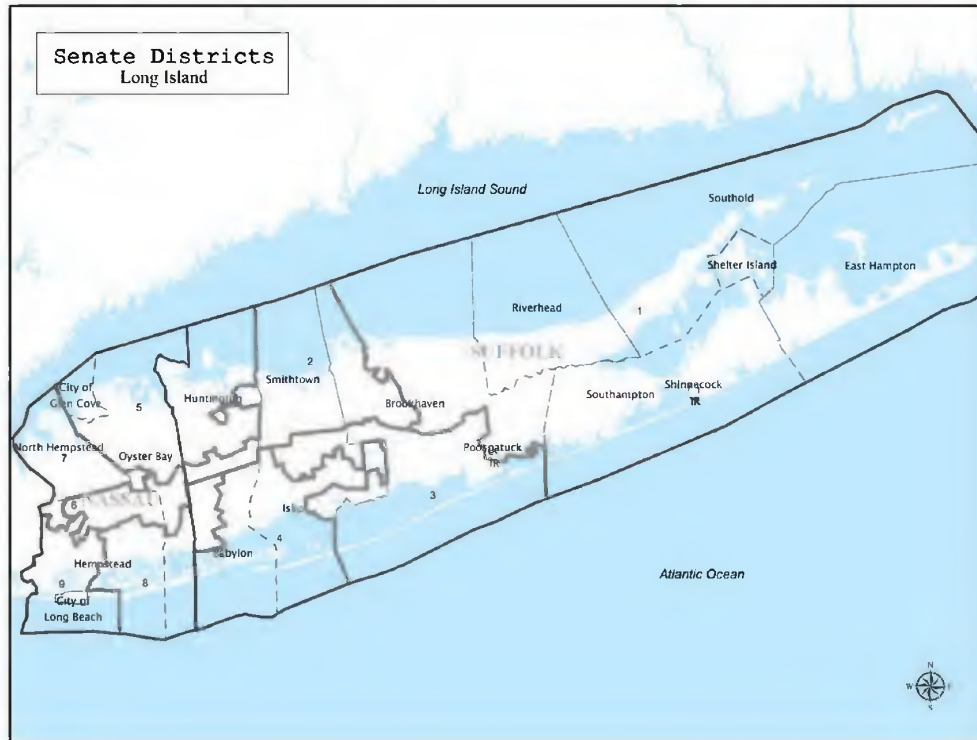 Senate Districts
Long Island
Long Island Sound
Southold
Shelter Island
East Hampton
Riverhead
1
SUFFOLK
2
Smithtown
City of
Glen Cove
5
Huntington
Brookhaven
Southampton
Shinnecock
TR
North Hempstead
7
Oyster Bay
Poospatuck
TR
NASSAU
6
3
Islip
4
Babylon
Hempstead
8
9
City of
Long Beach
Atlantic Ocean
N
W
E
S